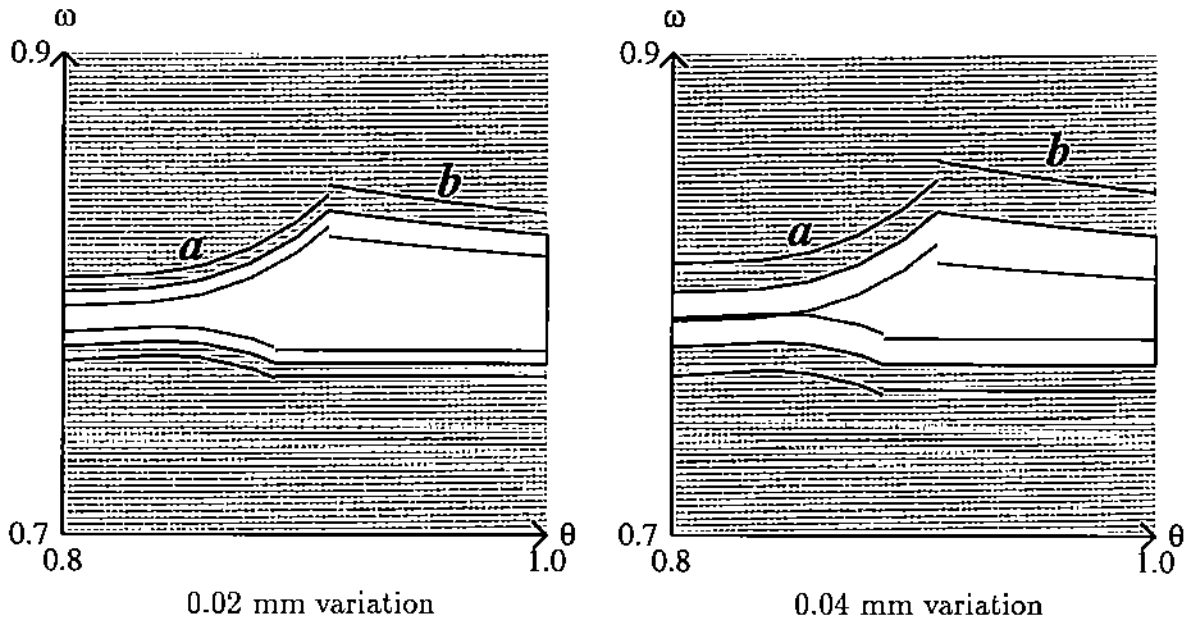 ω
0.9
a
b
0.7
0.8
1.0
θ
0.02 mm variation
ω
0.9
a
b
0.7
0.8
1.0
θ
0.04 mm variation